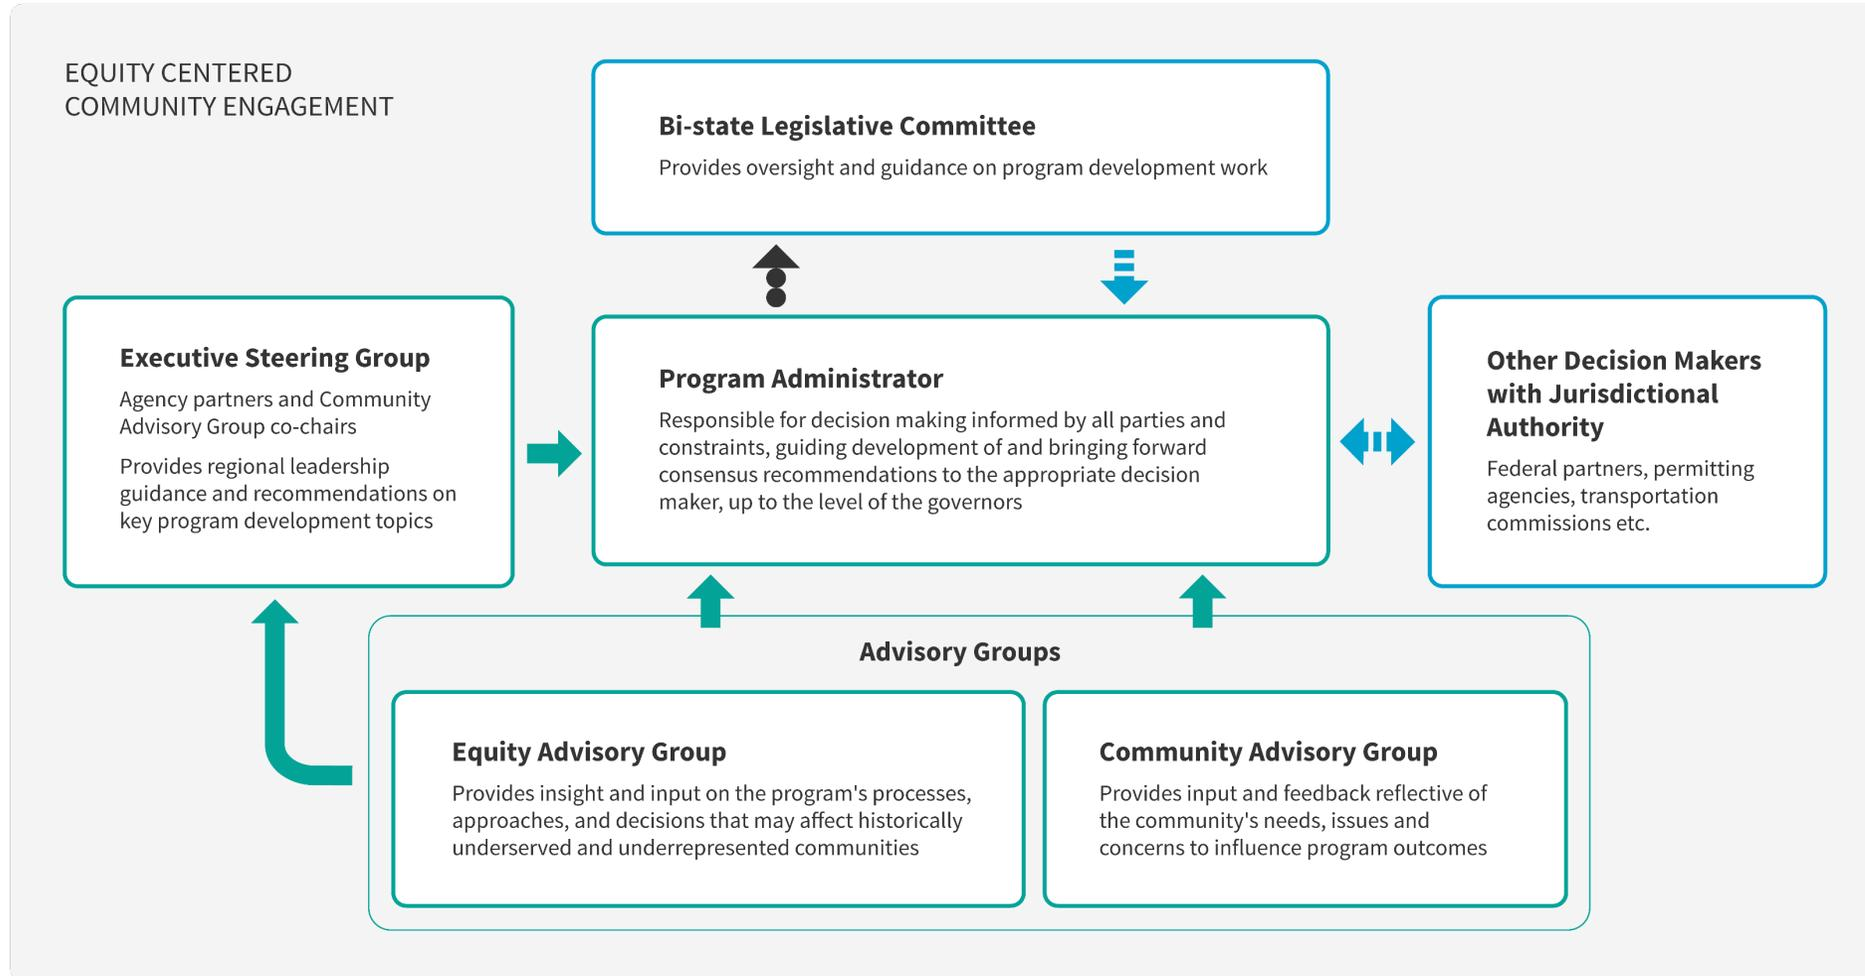 EQUITY CENTERED
COMMUNITY ENGAGEMENT
Bi-state Legislative Committee
Provides oversight and guidance on program development work
Executive Steering Group
Agency partners and Community
Advisory Group co-chairs
Provides regional leadership
guidance and recommendations on
key program development topics
Program Administrator
Responsible for decision making informed by all parties and
constraints, guiding development of and bringing forward
consensus recommendations to the appropriate decision
maker, up to the level of the governors
Other Decision Makers
with Jurisdictional
Authority
Federal partners, permitting
agencies, transportation
commissions etc.
Advisory Groups
Equity Advisory Group
Provides insight and input on the program's processes,
approaches, and decisions that may affect historically
underserved and underrepresented communities
Community Advisory Group
Provides input and feedback reflective of
the community's needs, issues and
concerns to influence program outcomes